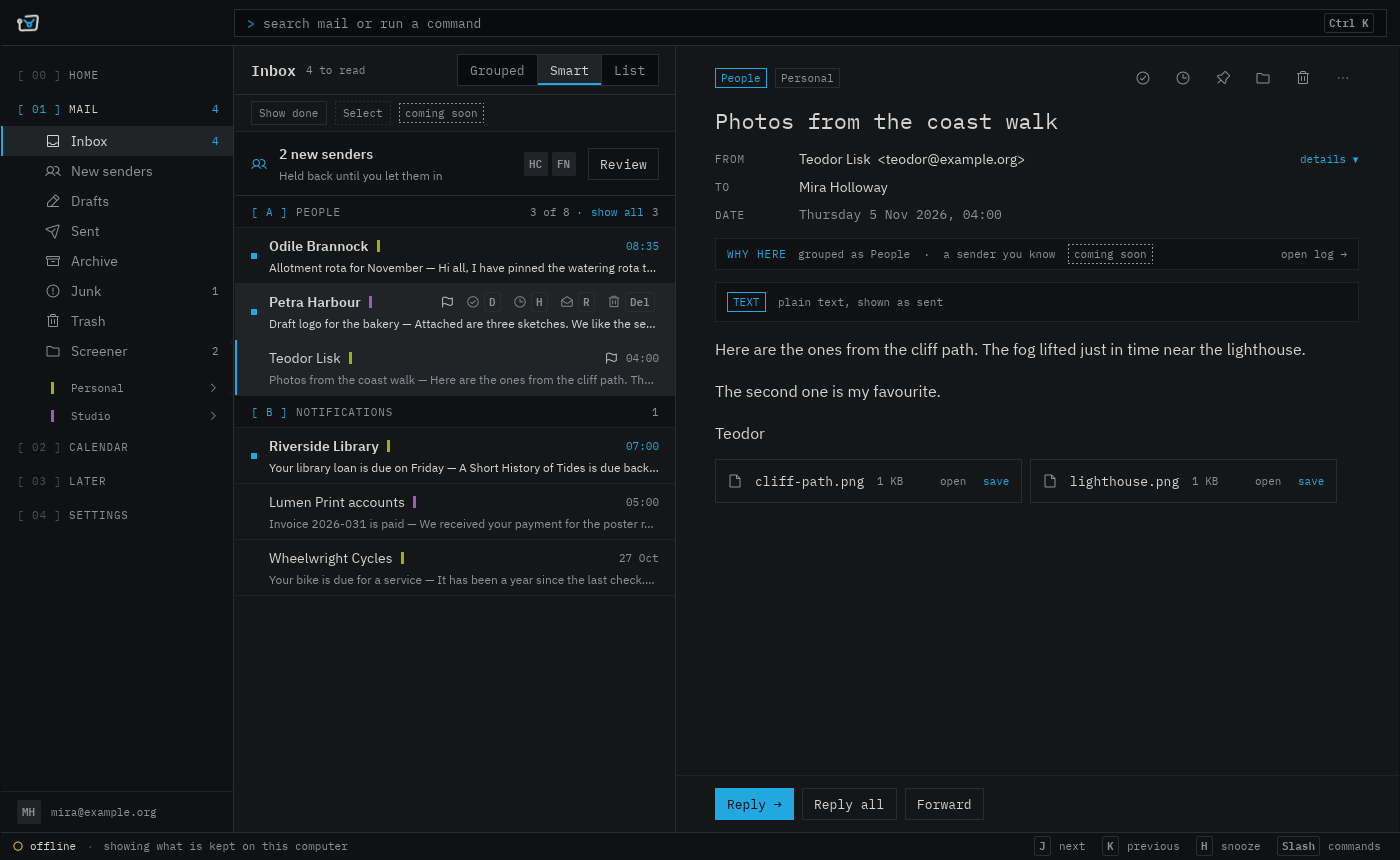 > search mail or run a command Ctrl K
[ 00 ] HOME
[ 01 ] MAIL 4
Inbox 4
New senders
Drafts
Sent
Archive
Junk 1
Trash
Screener 2
Personal
Studio
[ 02 ] CALENDAR
[ 03 ] LATER
[ 04 ] SETTINGS
MH mira@example.org
Inbox 4 to read Grouped Smart List
Show done Select coming soon
2 new senders
Held back until you let them in
HC FN Review
[ A ] PEOPLE 3 of 8 · show all 3
Odile Brannock 08:35
Allotment rota for November — Hi all, I have pinned the watering rota t…
Petra Harbour D H R Del
Draft logo for the bakery — Attached are three sketches. We like the se…
Teodor Lisk 04:00
Photos from the coast walk — Here are the ones from the cliff path. Th…
[ B ] NOTIFICATIONS 1
Riverside Library 07:00
Your library loan is due on Friday — A Short History of Tides is due back…
Lumen Print accounts 05:00
Invoice 2026-031 is paid — We received your payment for the poster r…
Wheelwright Cycles 27 Oct
Your bike is due for a service — It has been a year since the last check.…
People Personal
Photos from the coast walk
FROM Teodor Lisk <teodor@example.org> details ▾
TO Mira Holloway
DATE Thursday 5 Nov 2026, 04:00
WHY HERE grouped as People · a sender you know coming soon open log →
TEXT plain text, shown as sent
Here are the ones from the cliff path. The fog lifted just in time near the lighthouse.
The second one is my favourite.
Teodor
cliff-path.png 1 KB open save
lighthouse.png 1 KB open save
Reply → Reply all Forward
offline · showing what is kept on this computer
J next K previous H snooze Slash commands